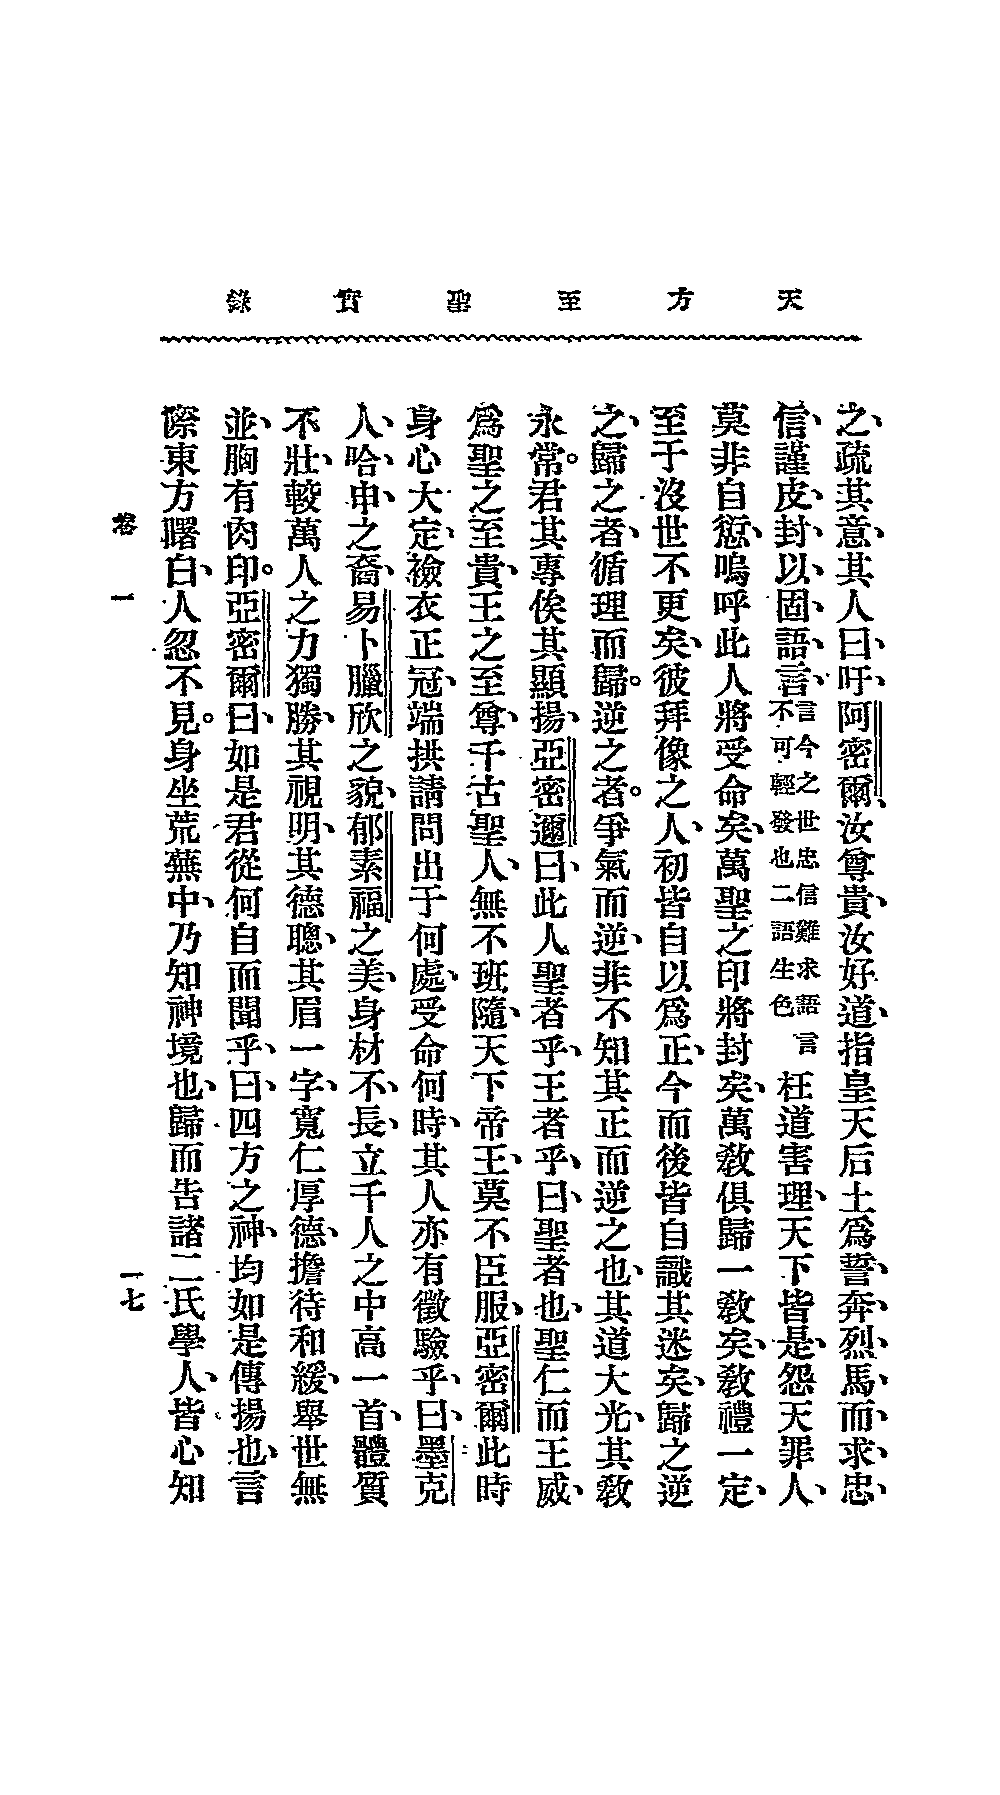 天方至聖實錄
之、疏其意、其人曰、吁、阿密爾、汝尊貴、汝好道、指皇天后土爲誓、奔、烈、馬、而、求、忠、
信、謹、皮、封、以、固、語、言、言今之世忠信難求語言不可輕發也二語生色枉道害理、天下皆是、怨天罪人、
莫非自愆、嗚呼此人將受命矣、萬聖之印將封矣、萬敎俱歸一敎矣、敎禮一定、
至于沒世不更矣、彼拜像之人、初皆自以爲正、今而後皆自識其迷矣、歸之逆
之、歸之者、循理而歸。逆之者。爭氣而逆、非不知其正而逆之也、其道大光、其敎
永常。君其專俟其顯揚、亞密邇曰、此人聖者乎、王者乎、曰、聖者也、聖仁而王威、
爲聖之至貴、王之至尊、千古聖人、無不班隨、天下帝王、莫不臣服、亞密爾此時
身心大定、襝衣正冠、端拱請問出于何處、受命何時、其人亦有徵驗乎、曰、墨克
人、哈、申、之裔、易卜臘欣之貌、郁素福之美、身材不、長、立千人之中高一首、體質
不壯、較萬人之力獨勝、其視明、其德聰、其眉一字、寬仁厚德、擔待和緩、舉世無
並、胸有肉印。亞密爾曰、如是君從何自而聞乎、曰、四方之神、均如是傳揚也、言
際東方曙白、人忽不見。身坐荒蕪中、乃知神境也、歸而告諸二氏學人、皆心知
卷一
一七